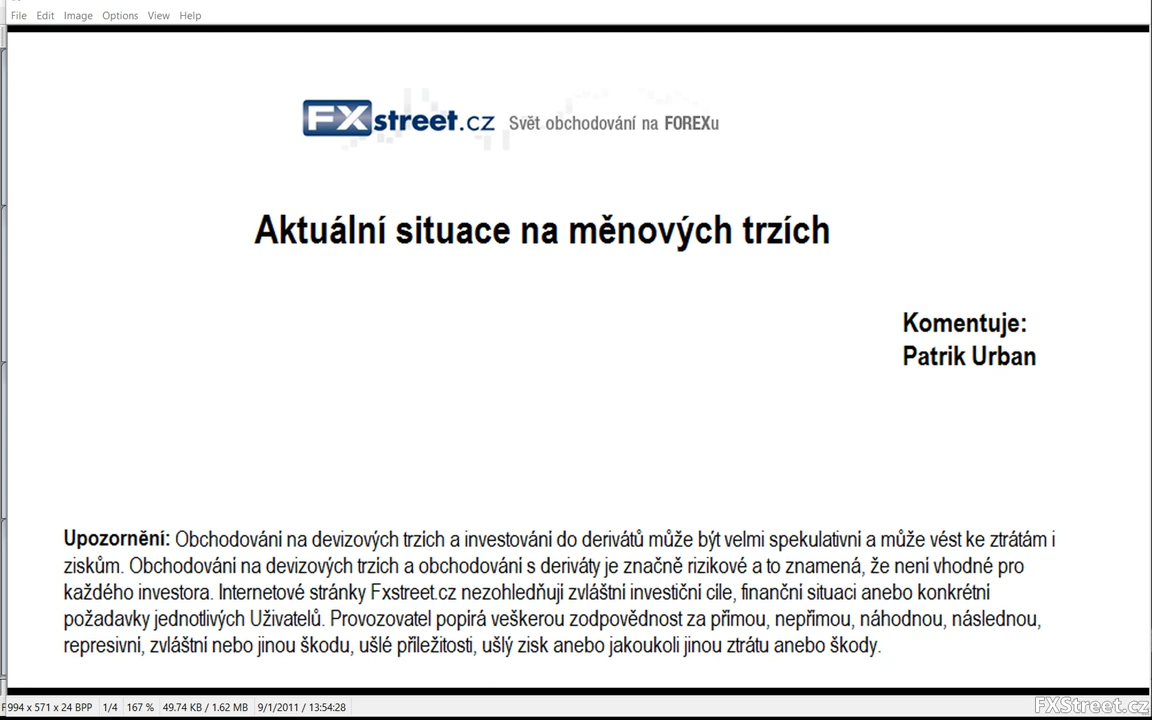 File Edit Image Options View Help
FXstreet.cz Svět obchodování na FOREXu
Aktuální situace na měnových trzích
Komentuje:
Patrik Urban
Upozornění: Obchodování na devizových trzích a investování do derivátů může být velmi spekulativní a může vést ke ztrátám i
ziskům. Obchodování na devizových trzích a obchodování s deriváty je značně rizikové a to znamená, že není vhodné pro
každého investora. Internetové stránky Fxstreet.cz nezohledňují zvláštní investiční cíle, finanční situaci anebo konkrétní
požadavky jednotlivých Uživatelů. Provozovatel popírá veškerou zodpovědnost za přímou, nepřímou, náhodnou, následnou,
represivní, zvláštní nebo jinou škodu, ušlé příležitosti, ušlý zisk anebo jakoukoli jinou ztrátu anebo škody.
994 x 571 x 24 BPP 1/4 167 % 49.74 KB / 1.62 MB 9/1/2011 / 13:54:28
FXStreet.cz